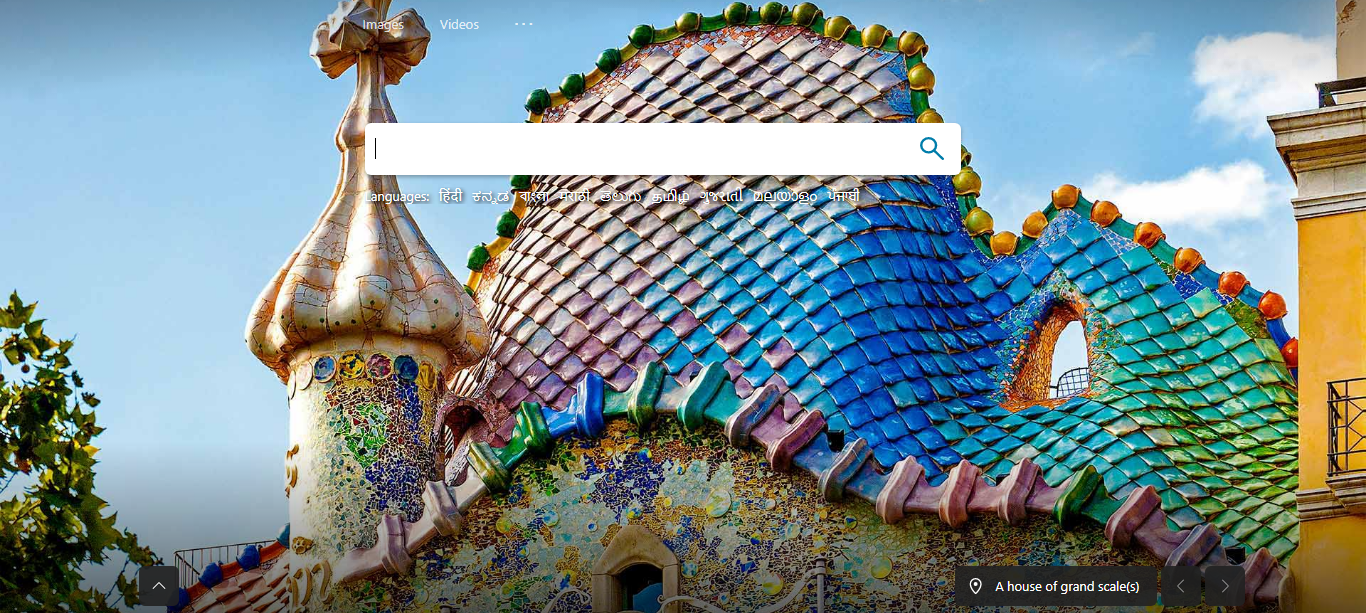 Images Videos ...
Languages: हिंदी ಕನ್ನಡ বাংলা मराठी తెలుగు தமிழ் ગુજરાતી മലയാളം ਪੰਜਾਬੀ
A house of grand scale(s)